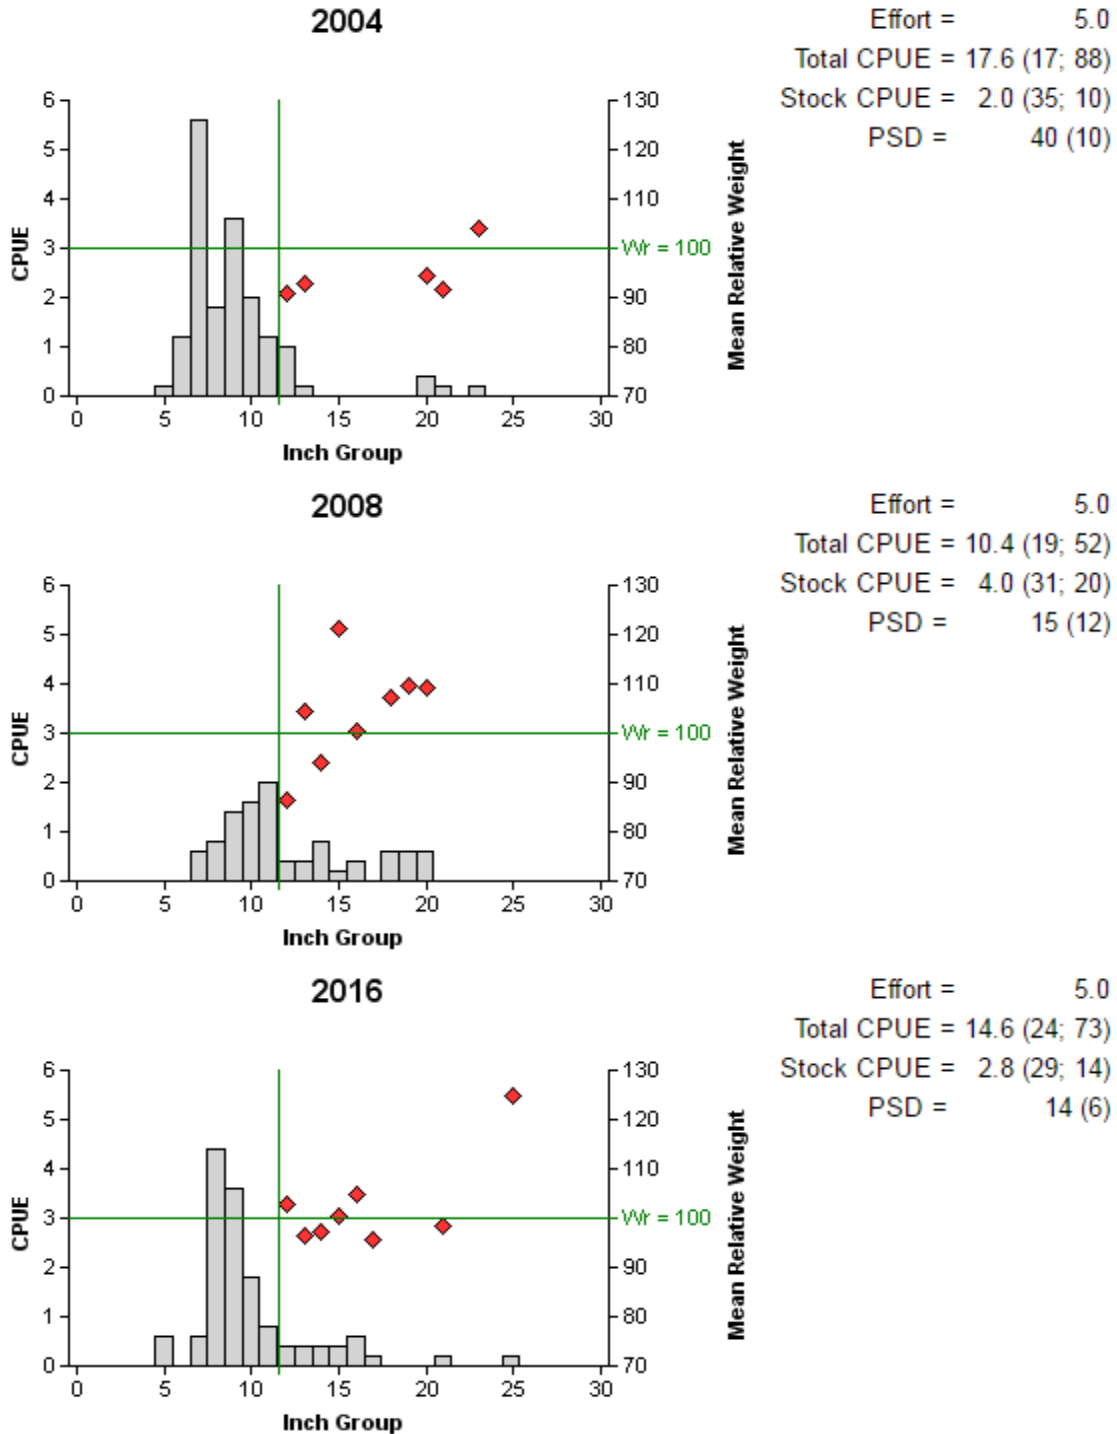 2004
Effort = 5.0
Total CPUE = 17.6 (17; 88)
Stock CPUE = 2.0 (35; 10)
PSD = 40 (10)
6 130
5 120
4 110
3 Wr = 100
2 90
1 80
0 70
CPUE
Mean Relative Weight
0 5 10 15 20 25 30
Inch Group
2008
Effort = 5.0
Total CPUE = 10.4 (19; 52)
Stock CPUE = 4.0 (31; 20)
PSD = 15 (12)
6 130
5 120
4 110
3 Wr = 100
2 90
1 80
0 70
CPUE
Mean Relative Weight
0 5 10 15 20 25 30
Inch Group
2016
Effort = 5.0
Total CPUE = 14.6 (24; 73)
Stock CPUE = 2.8 (29; 14)
PSD = 14 (6)
6 130
5 120
4 110
3 Wr = 100
2 90
1 80
0 70
CPUE
Mean Relative Weight
0 5 10 15 20 25 30
Inch Group